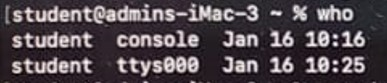 [student@admins-iMac-3 ~ % who
student console Jan 16 10:16
student ttys000 Jan 16 10:25